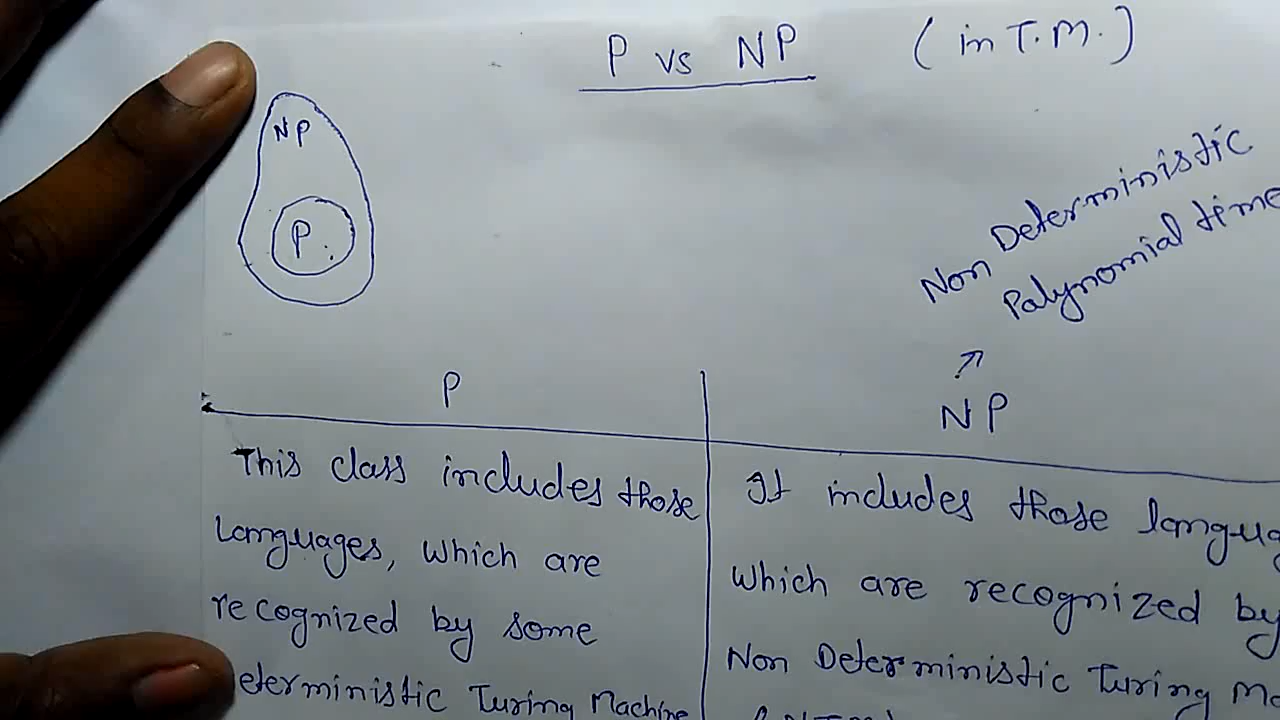 P vs NP (in T.M.)
NP
P
Non Deterministic
Polynomial time
P
NP
This class includes those
Languages, which are
recognized by some
eterministic Turing Machine
It includes those languag
which are recognized by
Non Deterministic Turing Ma